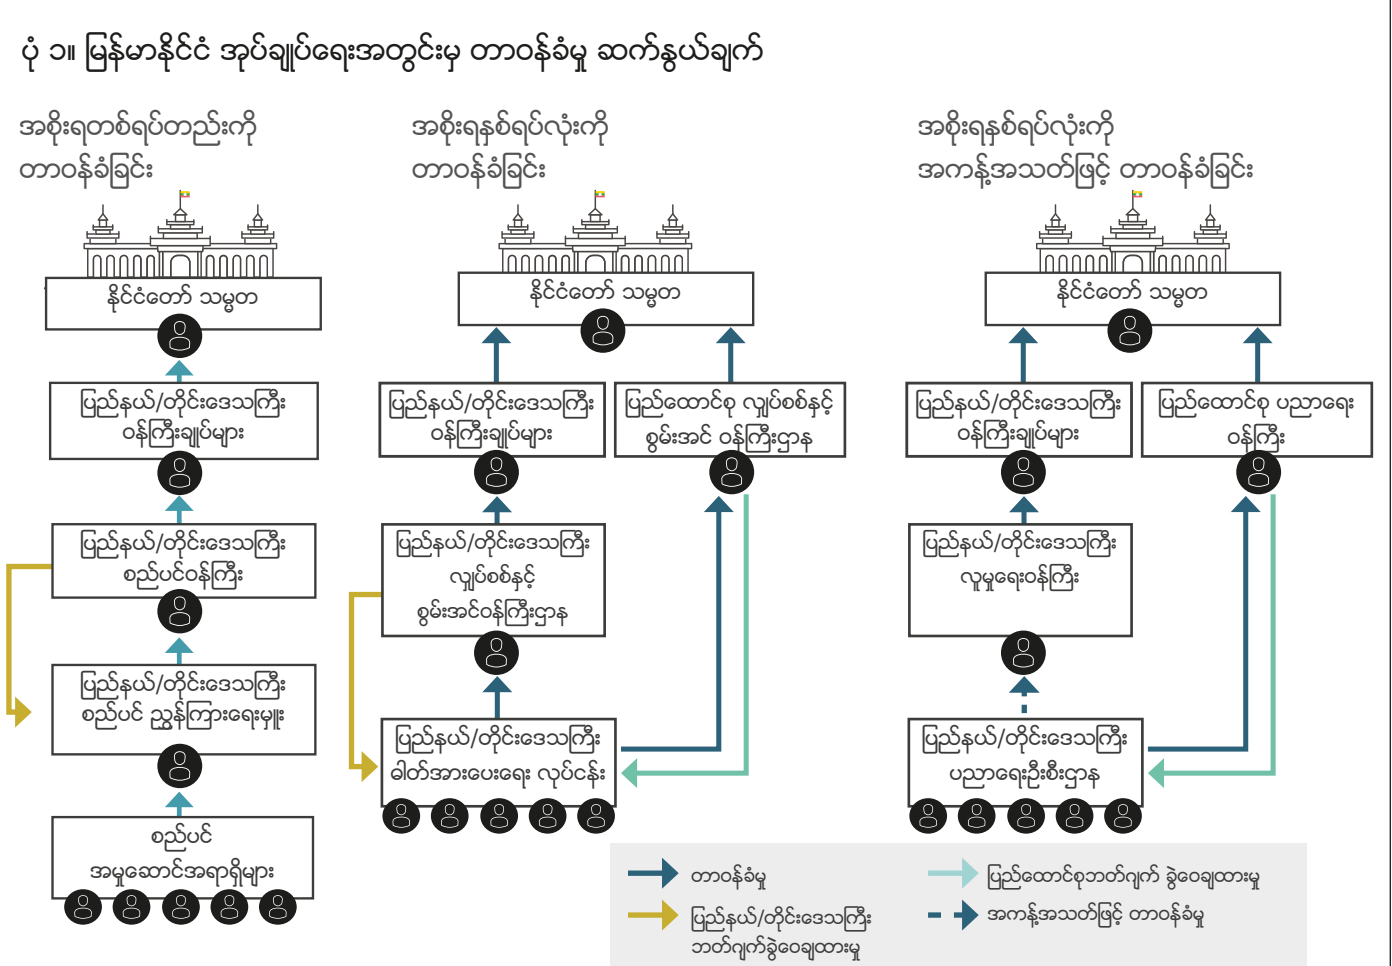 ပုံ ၁။ မြန်မာနိုင်ငံ အုပ်ချုပ်ရေးအတွင်းမှ တာဝန်ခံမှု ဆက်နွယ်ချက်
အစိုးရတစ်ရပ်တည်းကို
တာဝန်ခံခြင်း
နိုင်ငံတော် သမ္မတ
ပြည်နယ်/တိုင်းဒေသကြီး
ဝန်ကြီးချုပ်များ
ပြည်နယ်/တိုင်းဒေသကြီး
စည်ပင်ဝန်ကြီး
ပြည်နယ်/တိုင်းဒေသကြီး
စည်ပင် ညွှန်ကြားရေးမှူး
စည်ပင်
အမှုဆောင်အရာရှိများ
အစိုးရနှစ်ရပ်လုံးကို
တာဝန်ခံခြင်း
နိုင်ငံတော် သမ္မတ
ပြည်နယ်/တိုင်းဒေသကြီး
ဝန်ကြီးချုပ်များ
ပြည်ထောင်စု လျှပ်စစ်နှင့်
စွမ်းအင် ဝန်ကြီးဌာန
ပြည်နယ်/တိုင်းဒေသကြီး
လျှပ်စစ်နှင့်
စွမ်းအင်ဝန်ကြီးဌာန
ပြည်နယ်/တိုင်းဒေသကြီး
ဓါတ်အားပေးရေး လုပ်ငန်း
အစိုးရနှစ်ရပ်လုံးကို
အကန့်အသတ်ဖြင့် တာဝန်ခံခြင်း
နိုင်ငံတော် သမ္မတ
ပြည်နယ်/တိုင်းဒေသကြီး
ဝန်ကြီးချုပ်များ
ပြည်ထောင်စု ပညာရေး
ဝန်ကြီး
ပြည်နယ်/တိုင်းဒေသကြီး
လူမှုရေးဝန်ကြီး
ပြည်နယ်/တိုင်းဒေသကြီး
ပညာရေးဦးစီးဌာန
တာဝန်ခံမှု
ပြည်နယ်/တိုင်းဒေသကြီး
ဘတ်ဂျက်ခွဲဝေချထားမှု
ပြည်ထောင်စုဘတ်ဂျက် ခွဲဝေချထားမှု
အကန့်အသတ်ဖြင့် တာဝန်ခံမှု